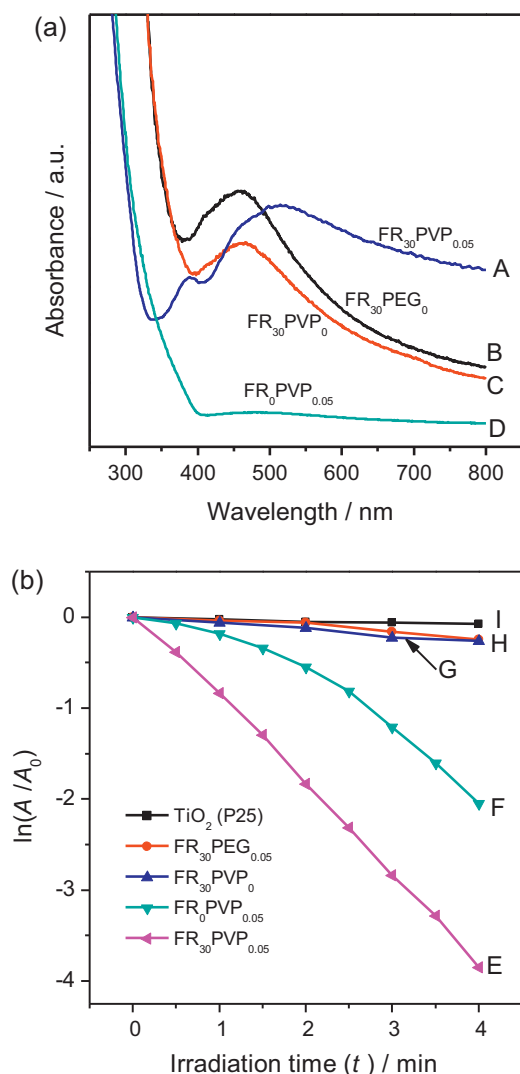 (a)
Absorbance / a.u.
FR₃₀PVP₀.₀₅
A
FR₃₀PEG₀
FR₃₀PVP₀
B
C
FR₀PVP₀.₀₅
D
300 400 500 600 700 800
Wavelength / nm
(b)
ln(A /A₀)
0
-1
-2
-3
-4
I
H
G
F
E
TiO₂ (P25)
FR₃₀PEG₀.₀₅
FR₃₀PVP₀
FR₀PVP₀.₀₅
FR₃₀PVP₀.₀₅
0 1 2 3 4
Irradiation time (t ) / min